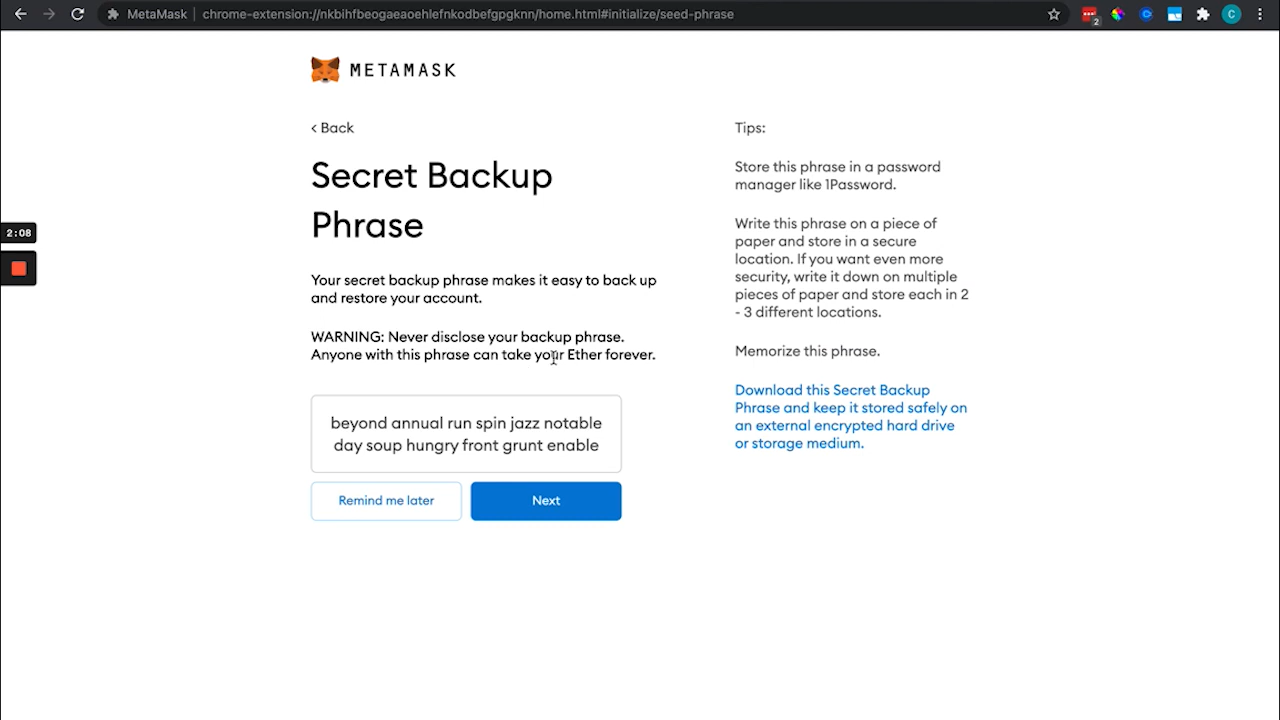 MetaMask
chrome-extension://nkbihfbeogaeaoehlefnkodbefgpgknn/home.html#initialize/seed-phrase
2
C
METAMASK
< Back
Secret Backup
Phrase
Your secret backup phrase makes it easy to back up
and restore your account.
WARNING: Never disclose your backup phrase.
Anyone with this phrase can take your Ether forever.
beyond annual run spin jazz notable
day soup hungry front grunt enable
Remind me later
Next
Tips:
Store this phrase in a password
manager like 1Password.
Write this phrase on a piece of
paper and store in a secure
location. If you want even more
security, write it down on multiple
pieces of paper and store each in 2
- 3 different locations.
Memorize this phrase.
Download this Secret Backup
Phrase and keep it stored safely on
an external encrypted hard drive
or storage medium.
2:08